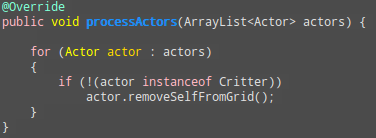 @Override
public void processActors(ArrayList<Actor> actors) {
for (Actor actor : actors)
{
if (!(actor instanceof Critter))
actor.removeSelfFromGrid();
}
}